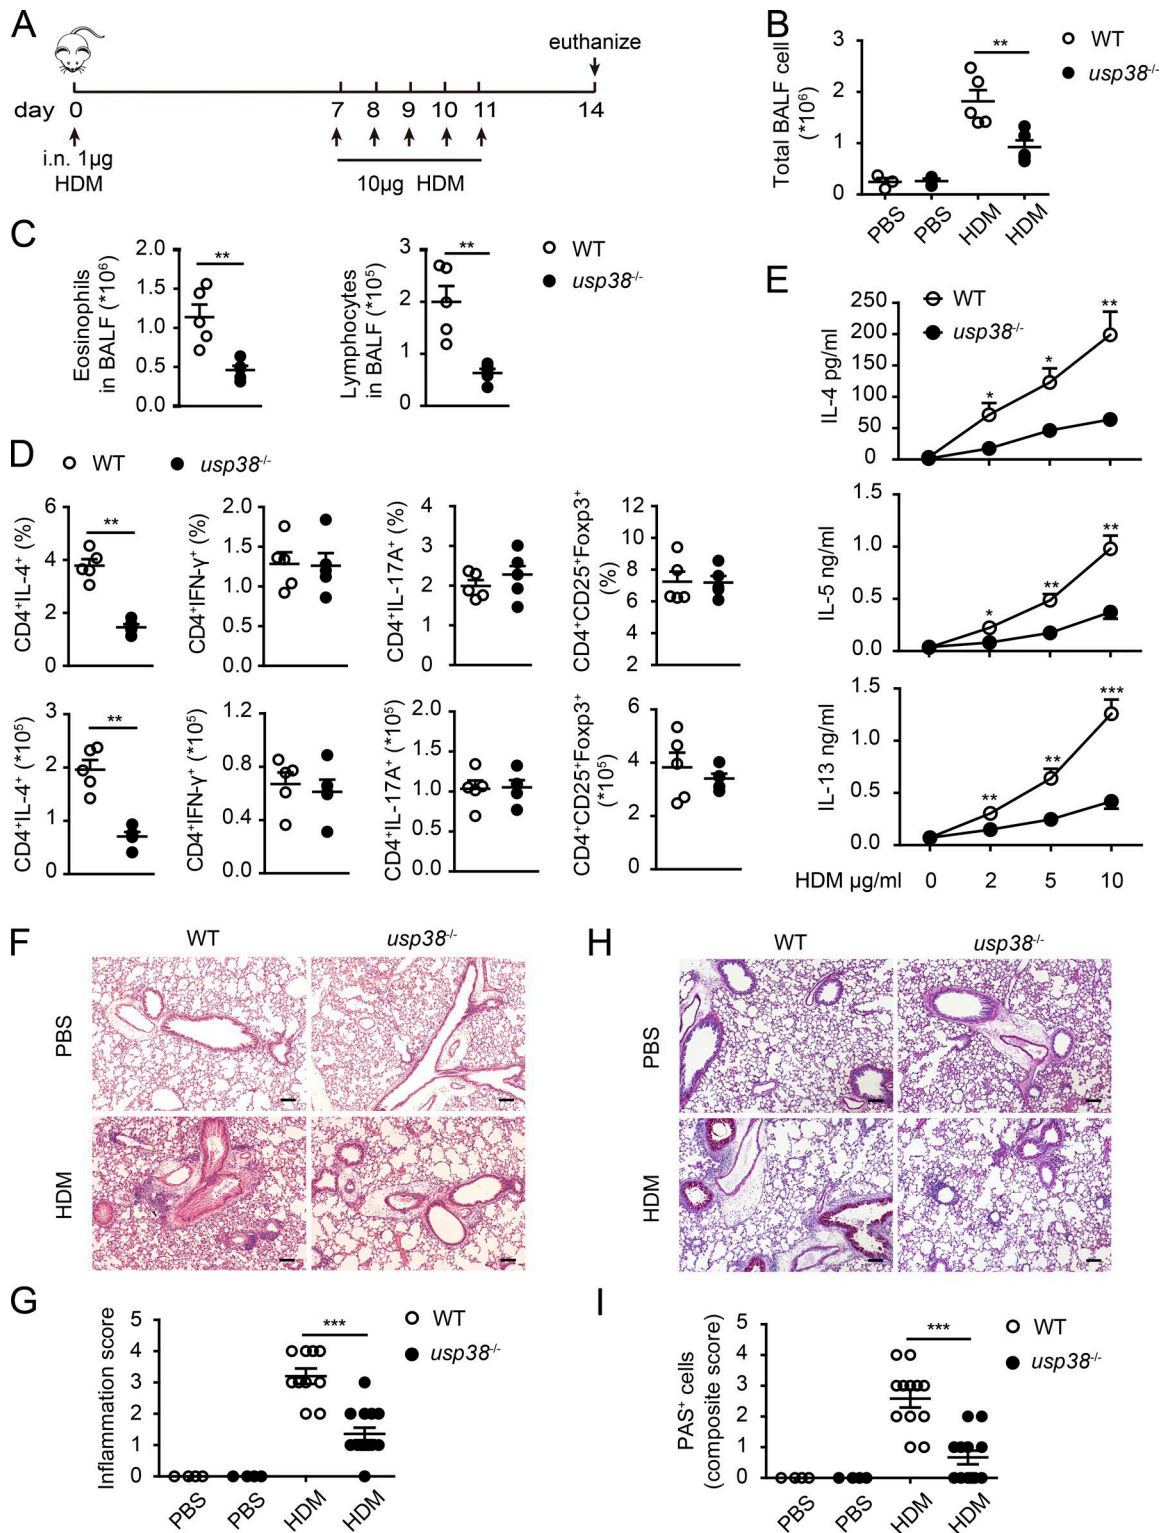 A
euthanize
day 0 7 8 9 10 11 14
i.n. 1μg
HDM
10μg HDM
B
Total BALF cell
(*10⁶)
3
2
1
0
**
WT
usp38⁻/⁻
PBS PBS HDM HDM
C
Eosinophils
in BALF (*10⁶)
2.0
1.5
1.0
0.5
0.0
**
Lymphocytes
in BALF (*10⁵)
3
2
1
0
**
WT
usp38⁻/⁻
D
WT usp38⁻/⁻
CD4⁺IL-4⁺ (%)
6
4
2
0
**
CD4⁺IFN-γ⁺ (%)
2.0
1.5
1.0
0.5
0.0
CD4⁺IL-17A⁺ (%)
4
3
2
1
0
CD4⁺CD25⁺Foxp3⁺
(%)
12
10
8
6
4
2
CD4⁺IL-4⁺ (*10⁵)
3
2
1
0
**
CD4⁺IFN-γ⁺ (*10⁵)
1.2
0.8
0.4
0.0
CD4⁺IL-17A⁺ (*10⁵)
2.0
1.5
1.0
0.5
0.0
CD4⁺CD25⁺Foxp3⁺
(*10⁵)
6
4
2
0
E
WT
usp38⁻/⁻
IL-4 pg/ml
250
200
150
100
50
0
* * **
IL-5 ng/ml
1.5
1.0
0.5
0.0
* ** **
IL-13 ng/ml
1.5
1.0
0.5
0.0
** ** ***
HDM μg/ml 0 2 5 10
F
WT usp38⁻/⁻
PBS
HDM
G
Inflammation score
5
4
3
2
1
0
***
WT
usp38⁻/⁻
PBS PBS HDM HDM
H
WT usp38⁻/⁻
PBS
HDM
I
PAS⁺ cells
(composite score)
5
4
3
2
1
0
***
WT
usp38⁻/⁻
PBS PBS HDM HDM